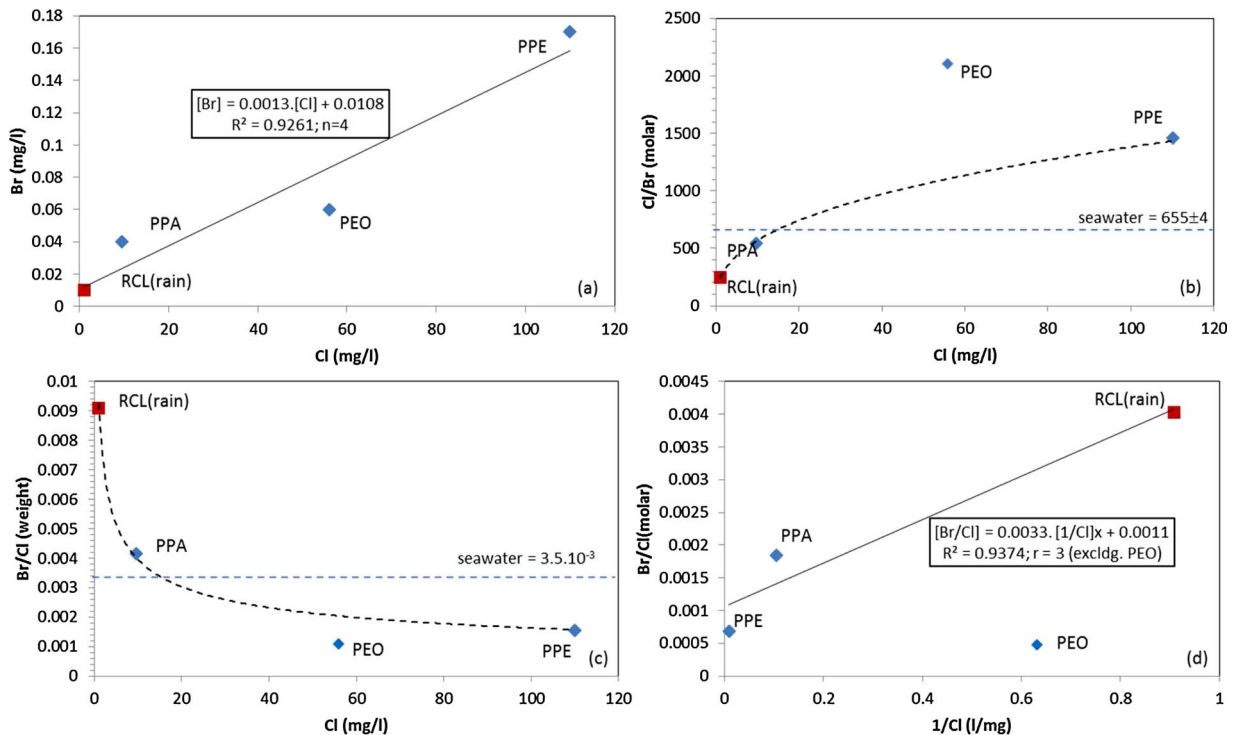 0.18
0.16
0.14
0.12
0.1
0.08
0.06
0.04
0.02
0
Br (mg/l)
PPE
[Br] = 0.0013.[Cl] + 0.0108
R² = 0.9261; n=4
PPA
PEO
RCL(rain)
(a)
0 20 40 60 80 100 120
Cl (mg/l)
2500
2000
1500
1000
500
0
Cl/Br (molar)
PEO
PPE
seawater = 655±4
PPA
RCL(rain)
(b)
0 20 40 60 80 100 120
Cl (mg/l)
0.01
0.009
0.008
0.007
0.006
0.005
0.004
0.003
0.002
0.001
0
Br/Cl (weight)
RCL(rain)
PPA
seawater = 3.5.10⁻³
PEO
PPE
(c)
0 20 40 60 80 100 120
Cl (mg/l)
0.0045
0.004
0.0035
0.003
0.0025
0.002
0.0015
0.001
0.0005
0
Br/Cl(molar)
RCL(rain)
PPA
[Br/Cl] = 0.0033. [1/Cl]x + 0.0011
R² = 0.9374; r = 3 (excldg. PEO)
PPE
PEO
(d)
0 0.2 0.4 0.6 0.8 1
1/Cl (l/mg)